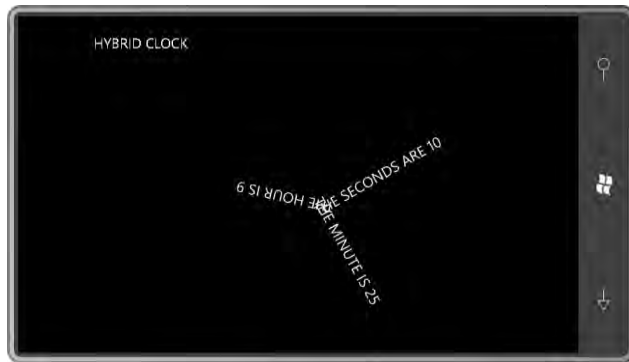 HYBRID CLOCK
THE HOUR IS 9
THE SECONDS ARE 10
THE MINUTE IS 25